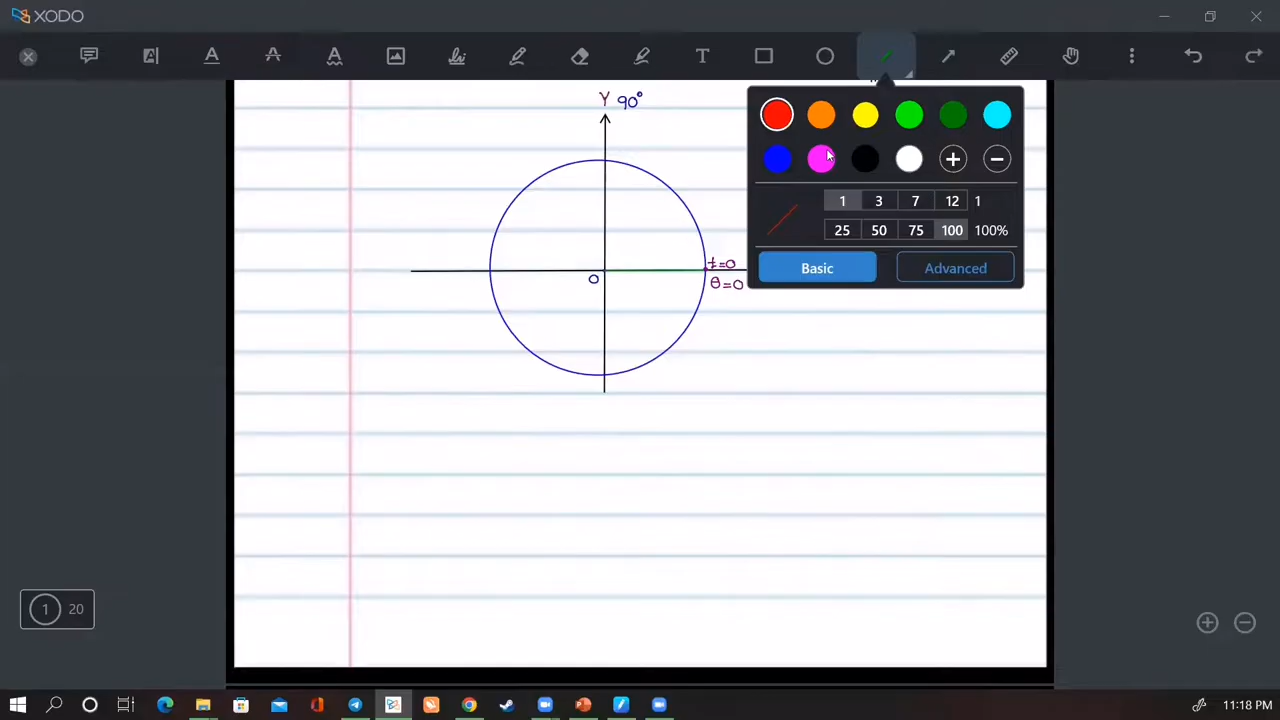 XODO
T
Y 90°
1 3 7 12 1
t=0
25 50 75 100 100%
Basic Advanced
0
θ=0
1 20
11:18 PM